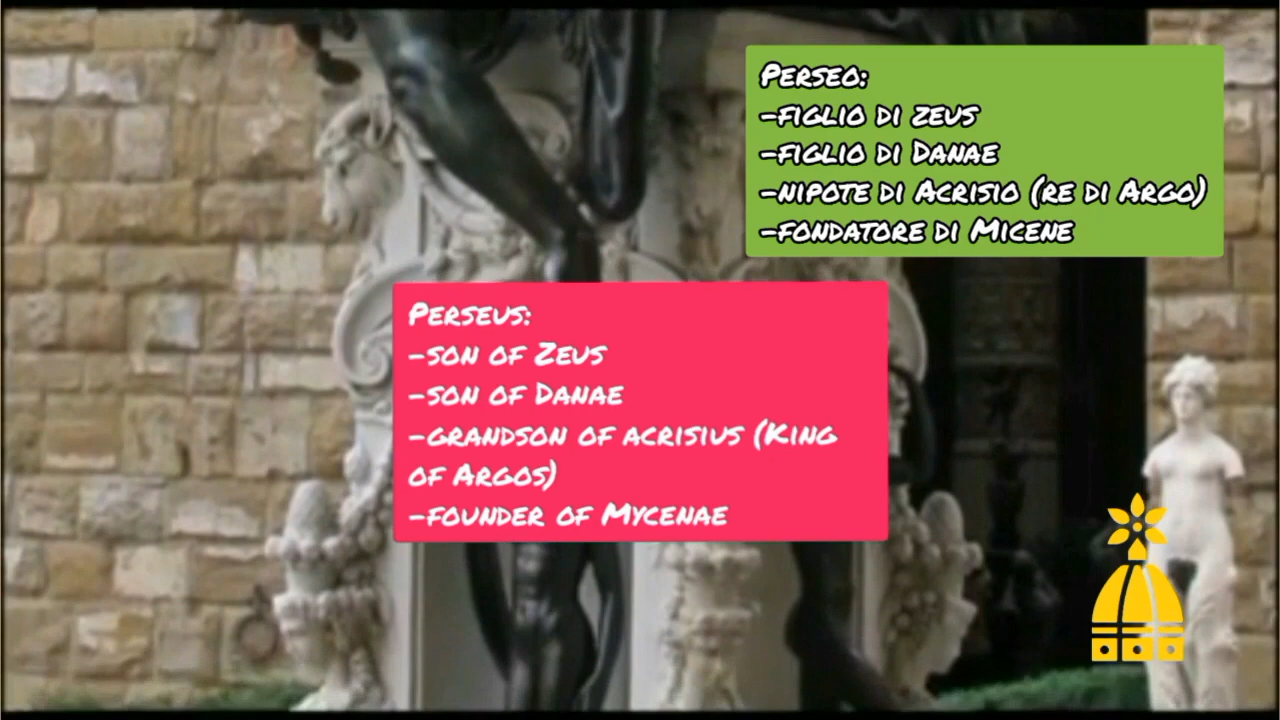 Perseo:
-figlio di zeus
-figlio di Danae
-nipote di Acrisio (re di Argo)
-fondatore di Micene
Perseus:
-son of Zeus
-son of Danae
-grandson of acrisius (King
of Argos)
-founder of Mycenae